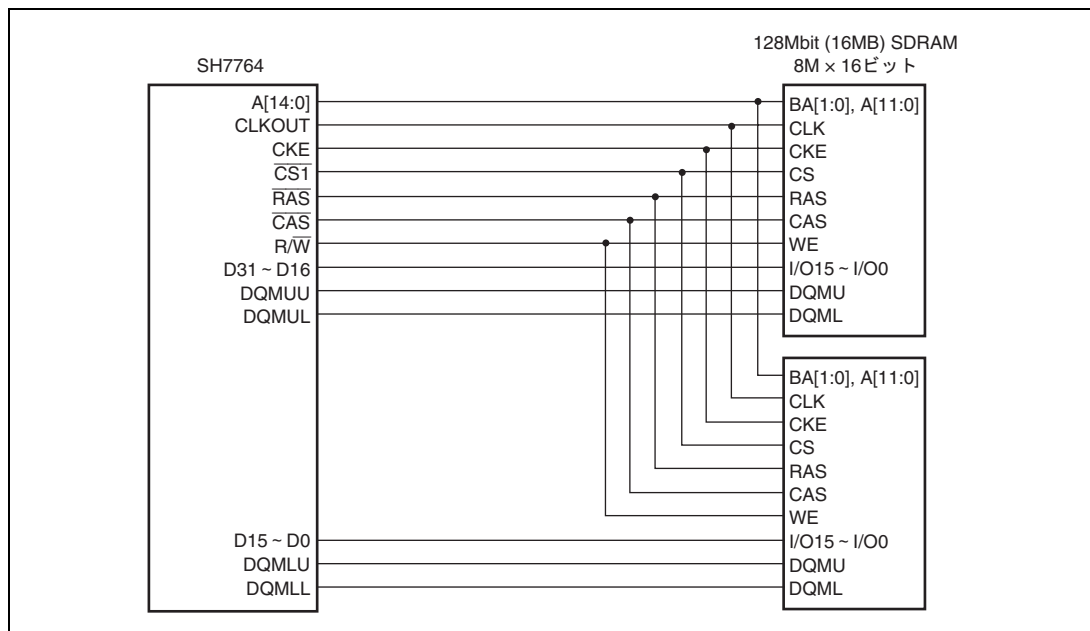 128Mbit (16MB) SDRAM
SH7764
8M × 16ビット
A[14:0]
CLKOUT
CKE
CS1
RAS
CAS
R/W
D31 ~ D16
DQMUU
DQMUL
BA[1:0], A[11:0]
CLK
CKE
CS
RAS
CAS
WE
I/O15 ~ I/O0
DQMU
DQML
BA[1:0], A[11:0]
CLK
CKE
CS
RAS
CAS
WE
D15 ~ D0
DQMLU
DQMLL
I/O15 ~ I/O0
DQMU
DQML